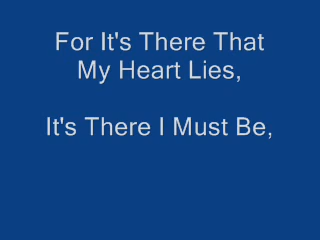 For It's There That
My Heart Lies,
It's There I Must Be,